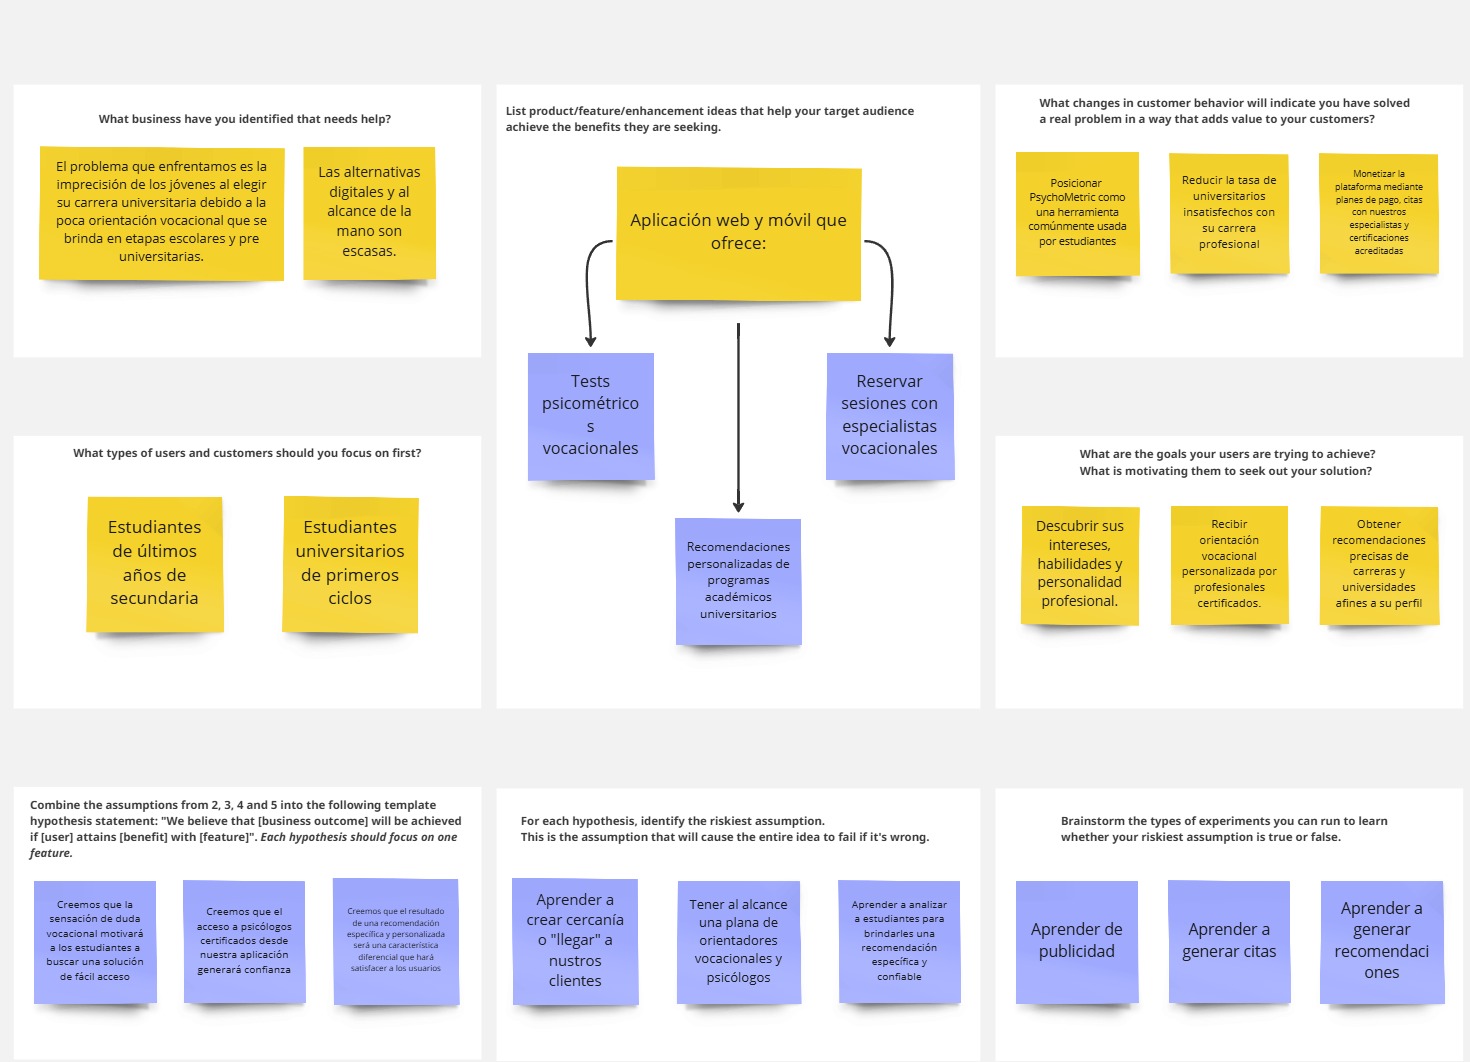 What business have you identified that needs help?
El problema que enfrentamos es la
imprecisión de los jóvenes al elegir
su carrera universitaria debido a la
poca orientación vocacional que se
brinda en etapas escolares y pre
universitarias.
Las alternativas
digitales y al
alcance de la
mano son
escasas.
List product/feature/enhancement ideas that help your target audience
achieve the benefits they are seeking.
Aplicación web y móvil que
ofrece:
Tests
psicométrico
s
vocacionales
Reservar
sesiones con
especialistas
vocacionales
Recomendaciones
personalizadas de
programas
académicos
universitarios
What changes in customer behavior will indicate you have solved
a real problem in a way that adds value to your customers?
Posicionar
PsychoMetric como
una herramienta
comúnmente usada
por estudiantes
Reducir la tasa de
universitarios
insatisfechos con
su carrera
profesional
Monetizar la
plataforma mediante
planes de pago, citas
con nuestros
especialistas y
certificaciones
acreditadas
What types of users and customers should you focus on first?
Estudiantes
de últimos
años de
secundaria
Estudiantes
universitarios
de primeros
ciclos
What are the goals your users are trying to achieve?
What is motivating them to seek out your solution?
Descubrir sus
intereses,
habilidades y
personalidad
profesional.
Recibir
orientación
vocacional
personalizada por
profesionales
certificados.
Obtener
recomendaciones
precisas de
carreras y
universidades
afines a su perfil
Combine the assumptions from 2, 3, 4 and 5 into the following template
hypothesis statement: "We believe that [business outcome] will be achieved
if [user] attains [benefit] with [feature]". Each hypothesis should focus on one
feature.
Creemos que la
sensación de duda
vocacional motivará
a los estudiantes a
buscar una solución
de fácil acceso
Creemos que el
acceso a psicólogos
certificados desde
nuestra aplicación
generará confianza
Creemos que el resultado
de una recomendación
específica y personalizada
será una característica
diferencial que hará
satisfacer a los usuarios
For each hypothesis, identify the riskiest assumption.
This is the assumption that will cause the entire idea to fail if it's wrong.
Aprender a
crear cercanía
o "llegar" a
nustros
clientes
Tener al alcance
una plana de
orientadores
vocacionales y
psicólogos
Aprender a analizar
a estudiantes para
brindarles una
recomendación
específica y
confiable
Brainstorm the types of experiments you can run to learn
whether your riskiest assumption is true or false.
Aprender de
publicidad
Aprender a
generar citas
Aprender a
generar
recomendaci
ones